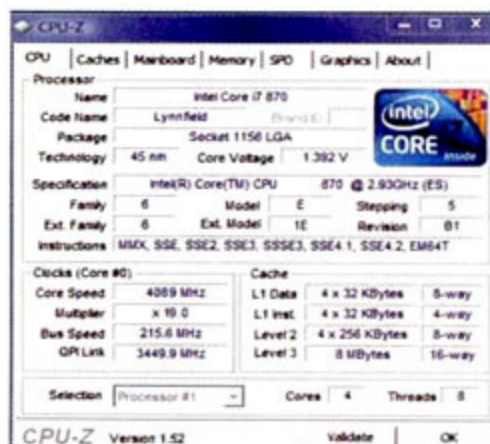 CPU-Z
CPU Caches Mainboard Memory SPD Graphics About
Processor
Name Intel Core i7 870
Code Name Lynnfield Brand ID
Package Socket 1156 LGA
Technology 45 nm Core Voltage 1.392 V
intel CORE inside
Specification Intel(R) Core(TM) CPU 870 @ 2.93GHz (ES)
Family 6 Model E Stepping 5
Ext. Family 6 Ext. Model 1E Revision B1
Instructions MMX, SSE, SSE2, SSE3, SSSE3, SSE4.1, SSE4.2, EM64T
Clocks (Core #0)
Core Speed 4089 MHz
Multiplier x 19.0
Bus Speed 215.6 MHz
QPI Link 3449.9 MHz
Cache
L1 Data 4 x 32 KBytes 8-way
L1 Inst. 4 x 32 KBytes 4-way
Level 2 4 x 256 KBytes 8-way
Level 3 8 MBytes 16-way
Selection Processor #1 Cores 4 Threads 8
CPU-Z Version 1.52 Validate OK